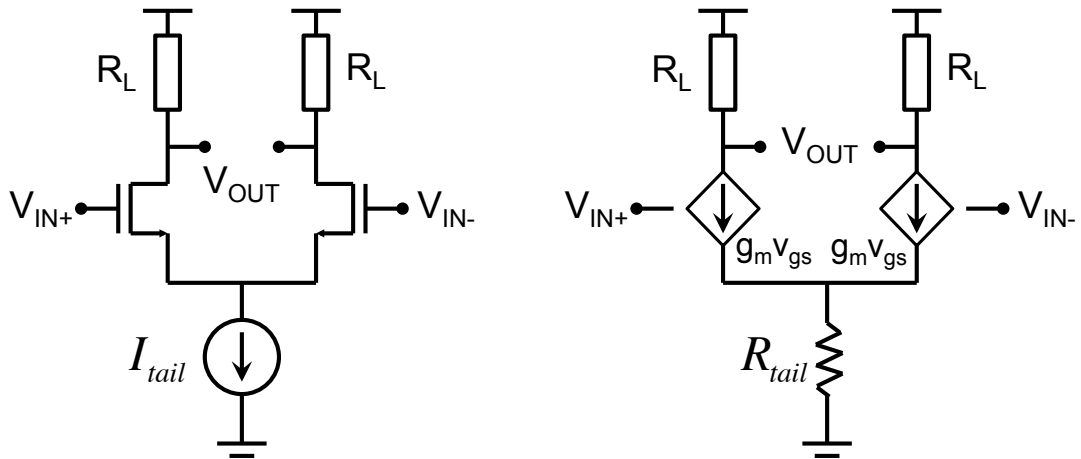 R_L
R_L
V_OUT
V_IN+
V_IN-
I_tail
R_L
R_L
V_OUT
V_IN+
V_IN-
g_mv_gs
g_mv_gs
R_tail